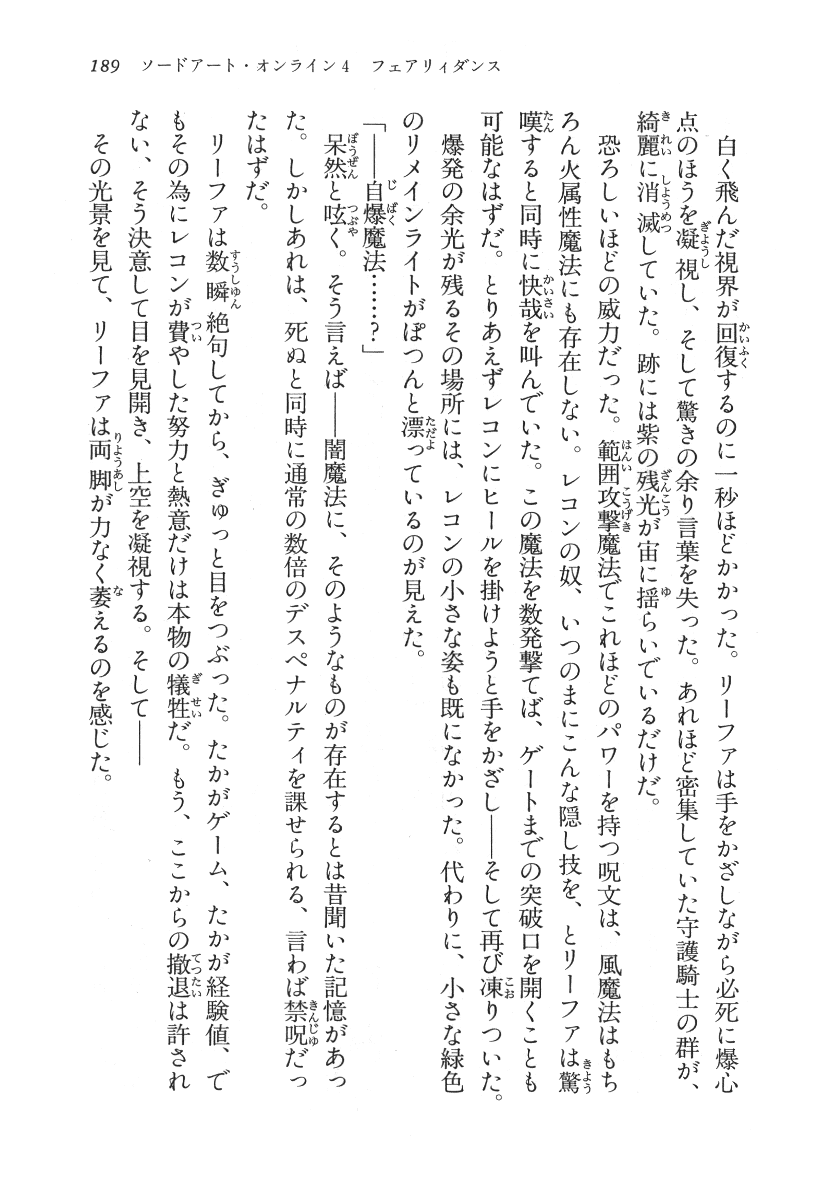 189　ソードアート・オンライン4　フェアリィダンス
　白く飛んだ視界が回復するのに一秒ほどかかった。リーファは手をかざしながら必死に爆心
点のほうを凝視し、そして驚きの余り言葉を失った。あれほど密集していた守護騎士の群が、
綺麗に消滅していた。跡には紫の残光が宙に揺らいでいるだけだ。
　恐ろしいほどの威力だった。範囲攻撃魔法でこれほどのパワーを持つ呪文は、風魔法はもち
ろん火属性魔法にも存在しない。レコンの奴、いつのまにこんな隠し技を、とリーファは驚
嘆すると同時に快哉を叫んでいた。この魔法を数発撃てば、ゲートまでの突破口を開くことも
可能なはずだ。とりあえずレコンにヒールを掛けようと手をかざし――そして再び凍りついた。
　爆発の余光が残るその場所には、レコンの小さな姿も既になかった。代わりに、小さな緑色
のリメインライトがぽつんと漂っているのが見えた。
「――自爆魔法……？」
　呆然と呟く。そう言えば――闇魔法に、そのようなものが存在するとは昔聞いた記憶があっ
た。しかしあれは、死ぬと同時に通常の数倍のデスペナルティを課せられる、言わば禁呪だっ
たはずだ。
　リーファは数瞬絶句してから、ぎゅっと目をつぶった。たかがゲーム、たかが経験値、で
もその為にレコンが費やした努力と熱意だけは本物の犠牲だ。もう、ここからの撤退は許され
ない、そう決意して目を見開き、上空を凝視する。そして――
　その光景を見て、リーファは両脚が力なく萎えるのを感じた。